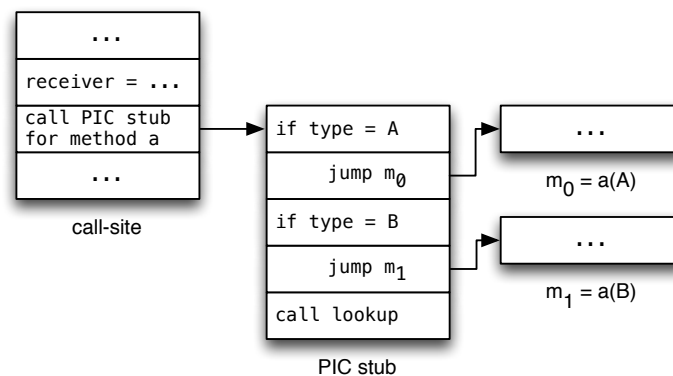 ...
receiver = ...
call PIC stub
for method a
...
call-site
if type = A
jump m0
if type = B
jump m1
call lookup
PIC stub
...
m0 = a(A)
...
m1 = a(B)